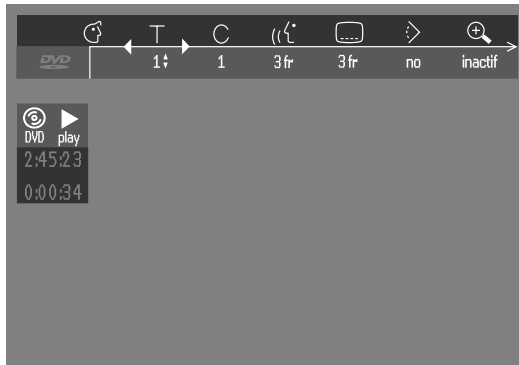 T C
DVD 1 1 3 fr 3 fr no inactif
DVD play
2:45:23
0:00:34